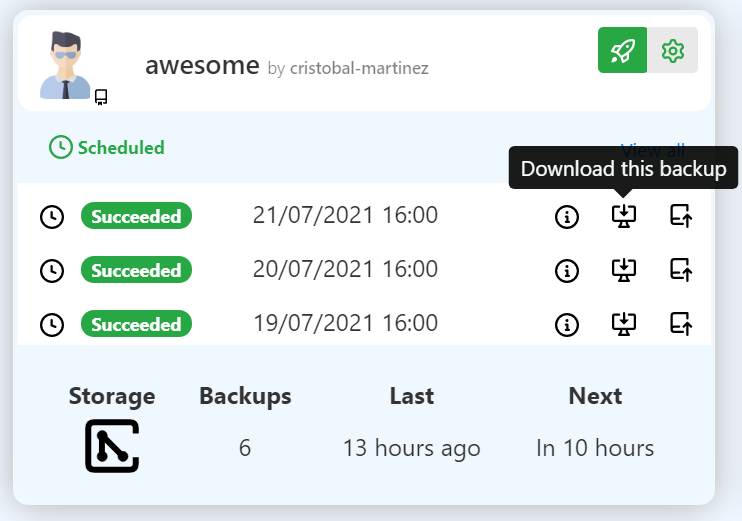 awesome by cristobal-martinez
Scheduled
View all
Download this backup
Succeeded 21/07/2021 16:00
Succeeded 20/07/2021 16:00
Succeeded 19/07/2021 16:00
Storage Backups Last Next
6 13 hours ago In 10 hours